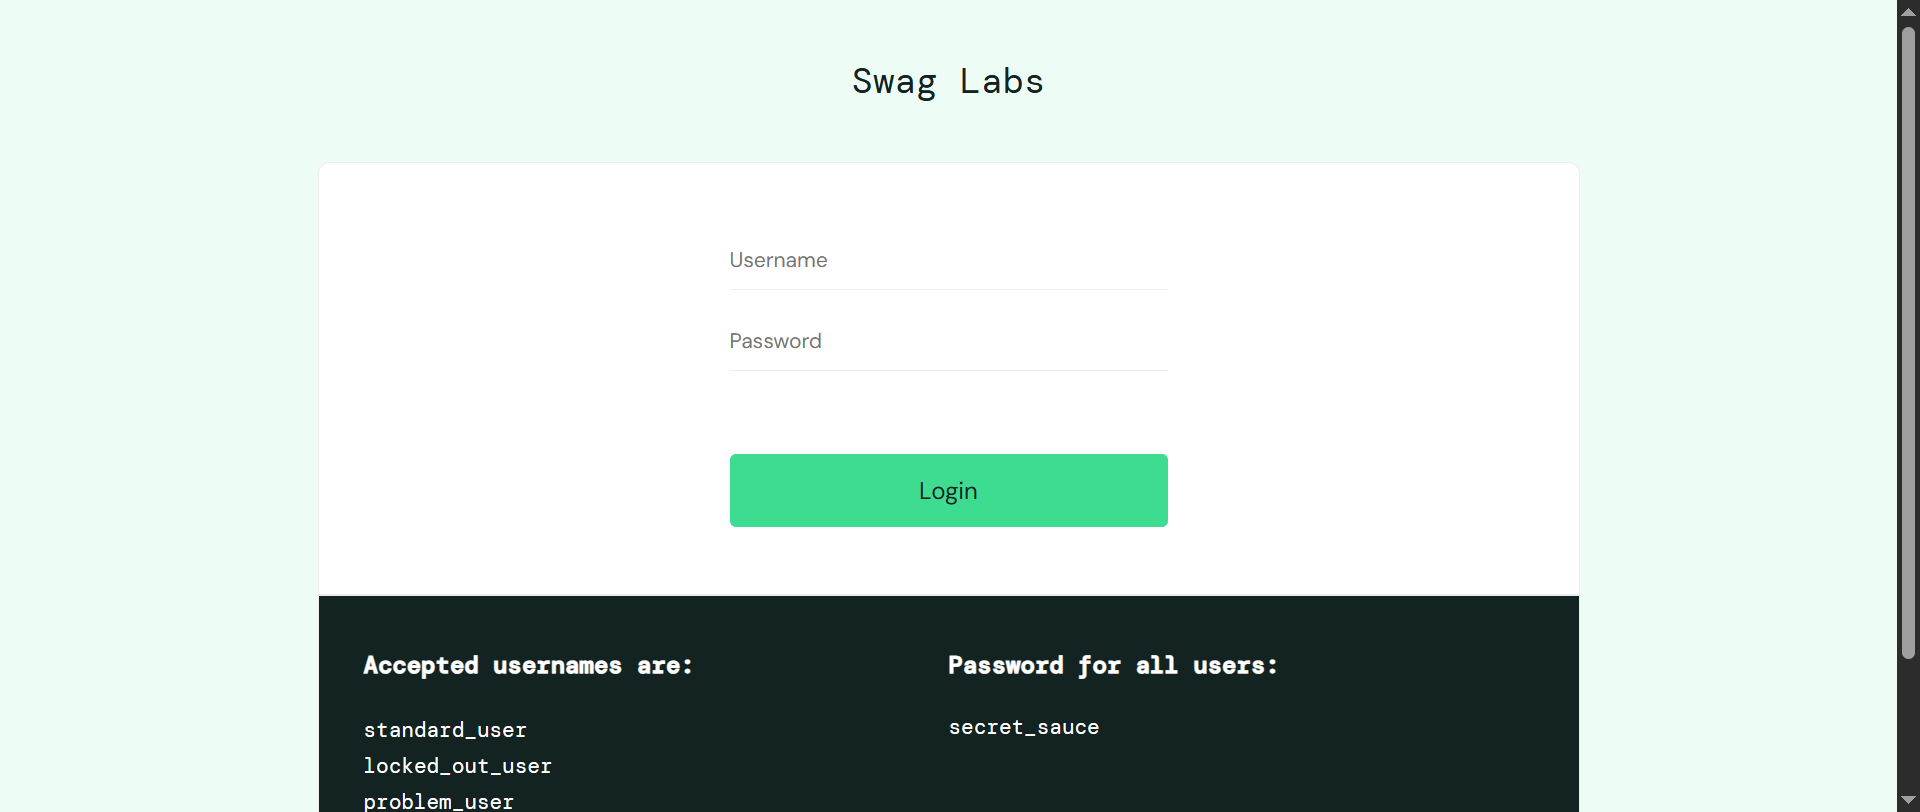 Swag Labs
Username
Password
Login
Accepted usernames are:
standard_user
locked_out_user
problem_user
Password for all users:
secret_sauce